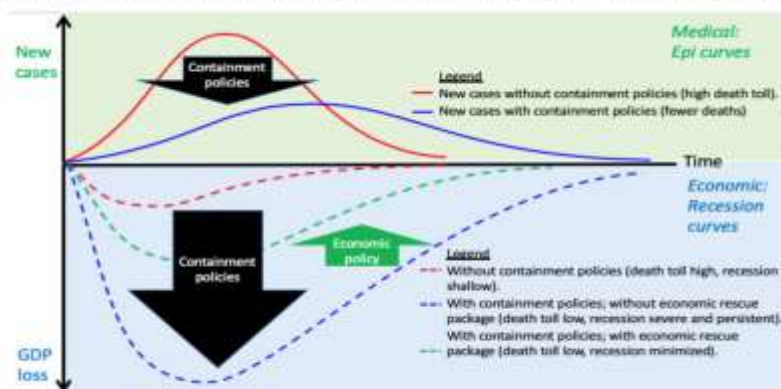 New
cases
Medical:
Epi curves
Containment
policies
Legend
New cases without containment policies (high death toll).
New cases with containment policies (fewer deaths)
Time
Economic:
Recession
curves
Containment
policies
Economic
policy
Legend
Without containment policies (death toll high, recession
shallow).
With containment policies; without economic rescue
package (death toll low, recession severe and persistent).
With containment policies; with economic rescue
package (death toll low, recession minimized).
GDP
loss